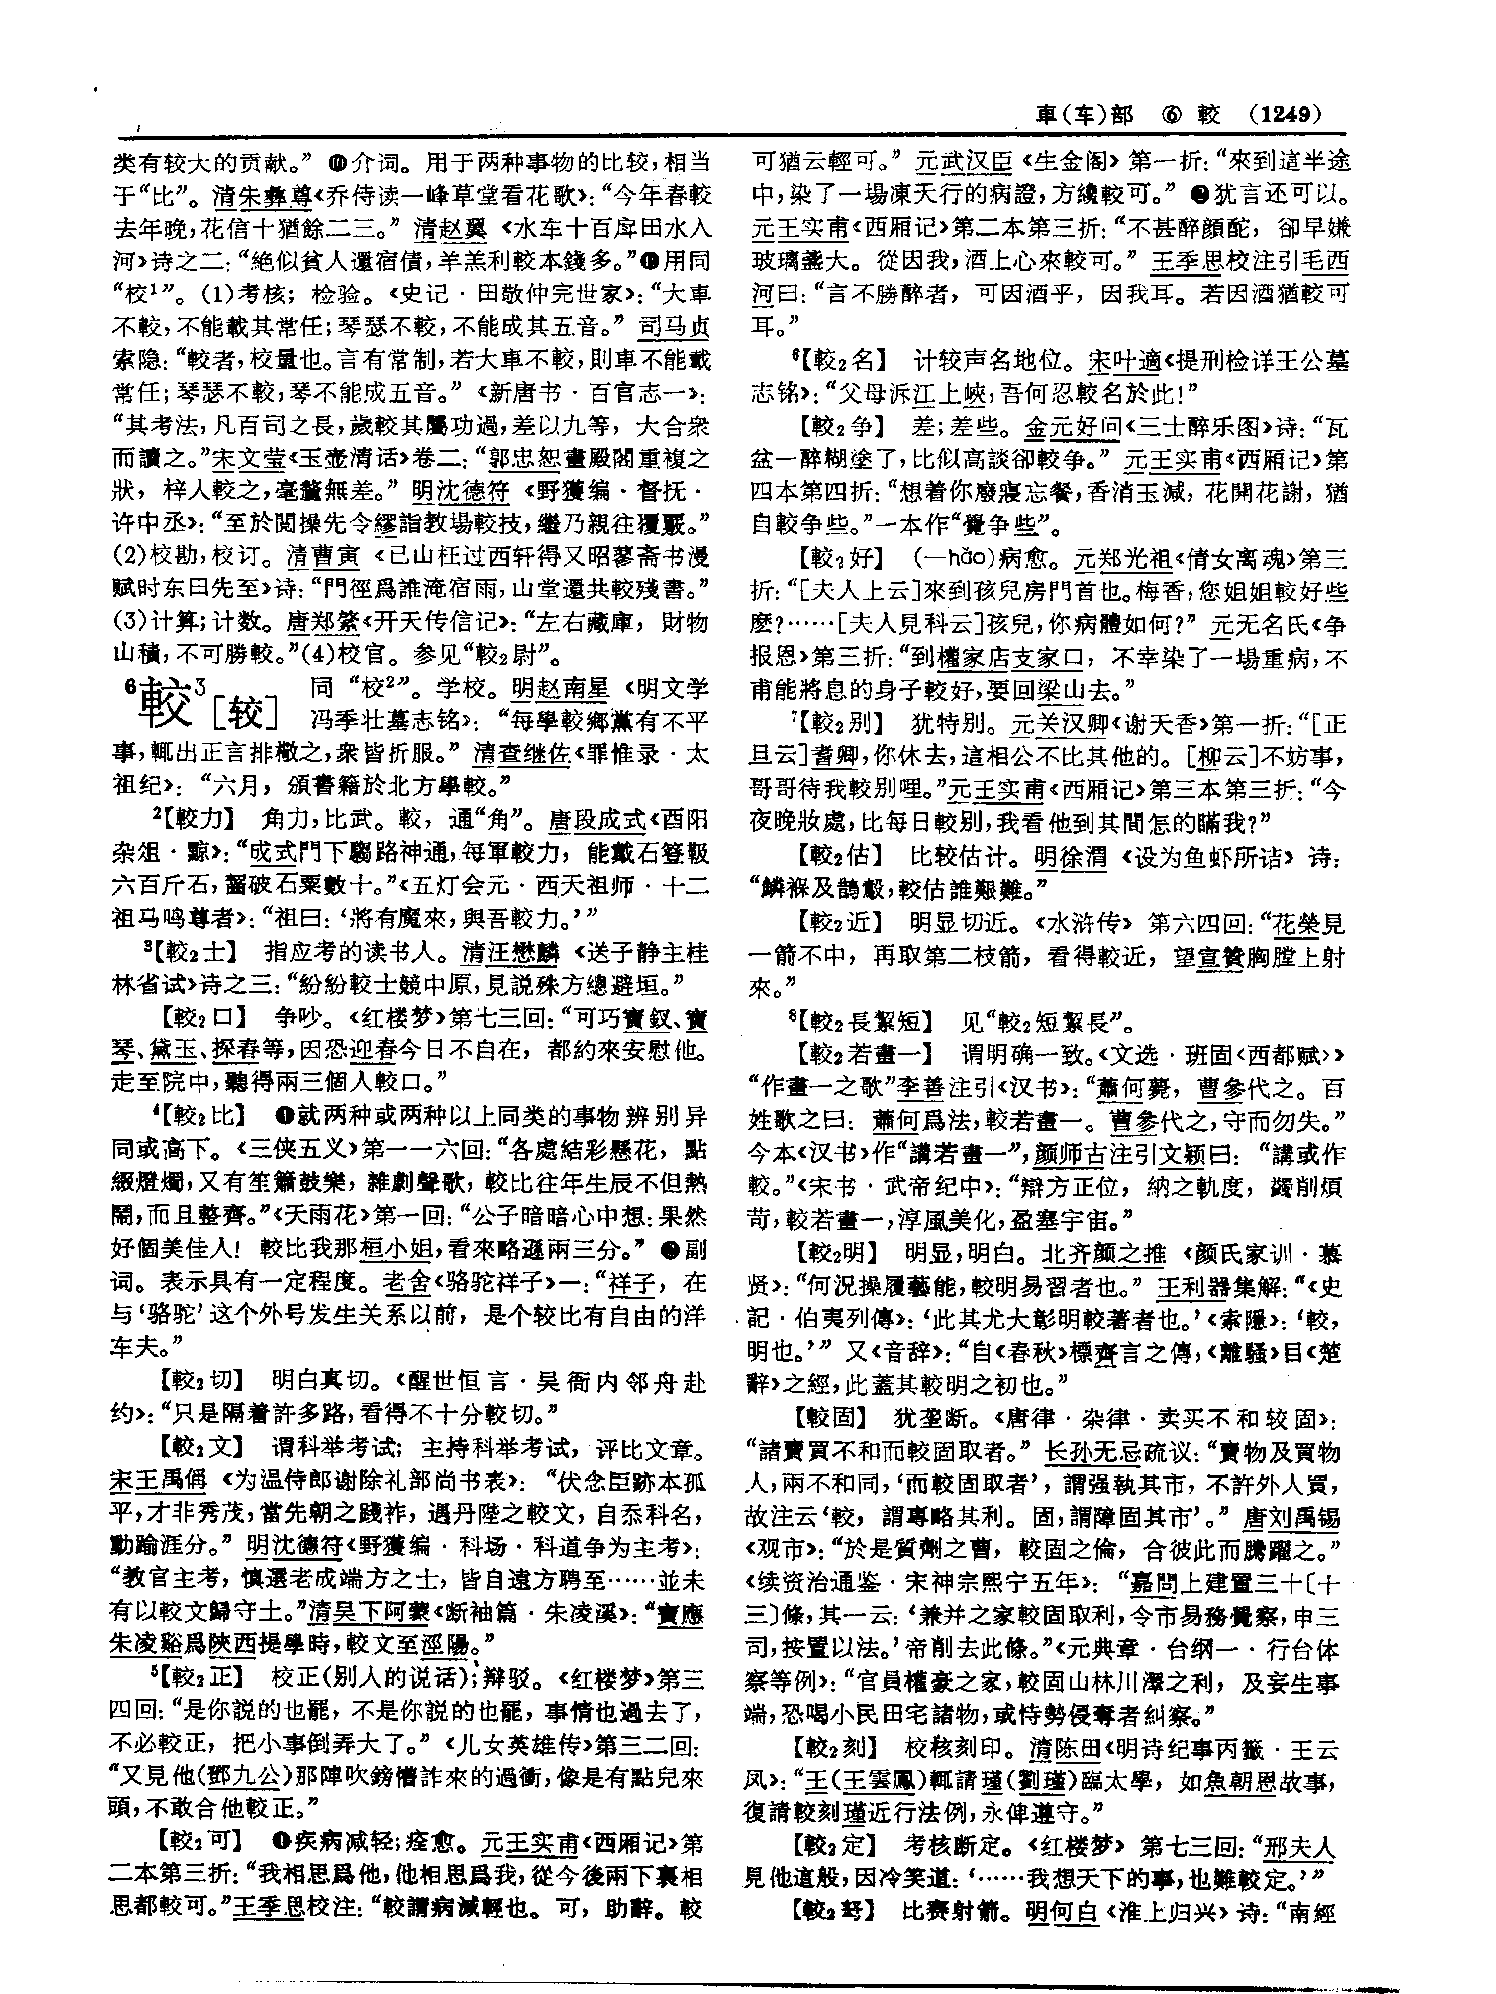 車(车)部 ⑥ 較 (1249)
类有较大的贡献。”❿介词。用于两种事物的比较,相当
于“比”。清朱彝尊《乔侍读一峰草堂看花歌》:“今年春較
去年晚,花信十猶餘二三。”清赵翼《水车十百戽田水入
河》诗之二:“絶似貧人還宿債,羊羔利較本錢多。”⓫用同
“校¹”。(1)考核;检验。《史记·田敬仲完世家》:“大車
不較,不能載其常任;琴瑟不較,不能成其五音。”司马贞
索隐:“較者,校量也。言有常制,若大車不較,則車不能載
常任;琴瑟不較,琴不能成五音。”《新唐书·百官志一》:
“其考法,凡百司之長,歲較其屬功過,差以九等,大合衆
而讀之。”宋文莹《玉壶清话》卷二:“郭忠恕畫殿閣重複之
狀,梓人較之,毫釐無差。”明沈德符《野獲编·督抚·
许中丞》:“至於閲操先令繆詣教場較技,繼乃親往覆覈。”
(2)校勘,校订。清曹寅《巳山枉过西轩得又昭蓼斋书漫
赋时东曰先至》诗:“門徑爲誰淹宿雨,山堂還共較殘書。”
(3)计算;计数。唐郑綮《开天传信记》:“左右藏庫,財物
山積,不可勝較。”(4)校官。参见“較₂尉”。
⁶較³[较] 同“校²”。学校。明赵南星《明文学
冯季壮墓志铭》:“每學較鄉黨有不平
事,輒出正言排檄之,衆皆折服。”清查继佐《罪惟录·太
祖纪》:“六月,頒書籍於北方學較。”
²【較力】 角力,比武。較,通“角”。唐段成式《酉阳
杂俎·黥》:“成式門下騶路神通,每軍較力,能戴石簦靸
六百斤石,齧破石粟數十。”《五灯会元·西天祖师·十二
祖马鸣尊者》:“祖曰:‘將有魔來,與吾較力。’”
³【較₂士】 指应考的读书人。清汪懋麟《送子静主桂
林省试》诗之三:“紛紛較士競中原,見説殊方總避垣。”
【較₂口】 争吵。《红楼梦》第七三回:“可巧寶釵、寶
琴、黛玉、探春等,因恐迎春今日不自在,都約來安慰他。
走至院中,聽得兩三個人較口。”
⁴【較₂比】 ❶就两种或两种以上同类的事物辨别异
同或高下。《三侠五义》第一一六回:“各處結彩懸花,點
綴燈燭,又有笙簫鼓樂,雜劇聲歌,較比往年生辰不但熱
鬧,而且整齊。”《天雨花》第一回:“公子暗暗心中想:果然
好個美佳人!較比我那桓小姐,看來略遜兩三分。”❷副
词。表示具有一定程度。老舍《骆驼祥子》一:“祥子,在
与‘骆驼’这个外号发生关系以前,是个较比有自由的洋
车夫。”
【較₂切】 明白真切。《醒世恒言·吴衙内邻舟赴
约》:“只是隔着許多路,看得不十分較切。”
【較₂文】 谓科举考试;主持科举考试,评比文章。
宋王禹偁《为温侍郎谢除礼部尚书表》:“伏念臣跡本孤
平,才非秀茂,當先朝之踐祚,遇丹陛之較文,自忝科名,
動踰涯分。”明沈德符《野獲编·科场·科道争为主考》:
“教官主考,慎選老成端方之士,皆自遠方聘至……並未
有以較文歸守土。”清吴下阿蒙《断袖篇·朱凌溪》:“寶應
朱凌谿爲陝西提學時,較文至涇陽。”
⁵【較₂正】 校正(别人的说话);辩驳。《红楼梦》第三
四回:“是你説的也罷,不是你説的也罷,事情也過去了,
不必較正,把小事倒弄大了。”《儿女英雄传》第三二回:
“又見他(鄧九公)那陣吹鎊懵詐來的過衝,像是有點兒來
頭,不敢合他較正。”
【較₂可】 ❶疾病减轻;痊愈。元王实甫《西厢记》第
二本第三折:“我相思爲他,他相思爲我,從今後兩下裏相
思都較可。”王季思校注:“較謂病減輕也。可,助辭。較
可猶云輕可。”元武汉臣《生金阁》第一折:“來到這半途
中,染了一場凍天行的病證,方纔較可。”❷犹言还可以。
元王实甫《西厢记》第二本第三折:“不甚醉顔酡,卻早嫌
玻璃盞大。從因我,酒上心來較可。”王季思校注引毛西
河曰:“言不勝醉者,可因酒乎,因我耳。若因酒猶較可
耳。”
⁶【較₂名】 计较声名地位。宋叶適《提刑检详王公墓
志铭》:“父母泝江上峽,吾何忍較名於此!”
【較₂争】 差;差些。金元好问《三士醉乐图》诗:“瓦
盆一醉糊塗了,比似高談卻較争。”元王实甫《西厢记》第
四本第四折:“想着你廢寢忘餐,香消玉減,花開花謝,猶
自較争些。”一本作“覺争些”。
【較₂好】 (一hǎo)病愈。元郑光祖《倩女离魂》第三
折:“[夫人上云]來到孩兒房門首也。梅香,您姐姐較好些
麽?……[夫人見科云]孩兒,你病體如何?”元无名氏《争
报恩》第三折:“到權家店支家口,不幸染了一場重病,不
甫能將息的身子較好,要回梁山去。”
⁷【較₂别】 犹特别。元关汉卿《谢天香》第一折:“[正
旦云]耆卿,你休去,這相公不比其他的。[柳云]不妨事,
哥哥待我較别哩。”元王实甫《西厢记》第三本第三折:“今
夜晚妝處,比每日較别,我看他到其間怎的瞞我?”
【較₂估】 比较估计。明徐渭《设为鱼虾所诘》诗:
“鱗褓及鵠鷇,較估誰艱難。”
【較₂近】 明显切近。《水浒传》第六四回:“花榮見
一箭不中,再取第二枝箭,看得較近,望宣贊胸膛上射
來。”
⁸【較₂長絜短】 见“較₂短絜長”。
【較₂若畫一】 谓明确一致。《文选·班固〈西都赋〉》
“作畫一之歌”李善注引《汉书》:“蕭何薨,曹參代之。百
姓歌之曰:蕭何爲法,較若畫一。曹參代之,守而勿失。”
今本《汉书》作“講若畫一”,颜师古注引文颖曰:“講或作
較。”《宋书·武帝纪中》:“辯方正位,納之軌度,蠲削煩
苛,較若畫一,淳風美化,盈塞宇宙。”
【較₂明】 明显,明白。北齐颜之推《颜氏家训·慕
贤》:“何況操履藝能,較明易習者也。”王利器集解:“《史
記·伯夷列傳》:‘此其尤大彰明較著者也。’《索隱》:‘較,
明也。’”又《音辞》:“自《春秋》標齊言之傳,《離騷》目《楚
辭》之經,此蓋其較明之初也。”
【較固】 犹垄断。《唐律·杂律·卖买不和较固》:
“諸賣買不和而較固取者。”长孙无忌疏议:“賣物及買物
人,兩不和同,‘而較固取者’,謂强執其市,不許外人買,
故注云‘較,謂專略其利。固,謂障固其市’。”唐刘禹锡
《观市》:“於是質劑之曹,較固之倫,合彼此而騰躍之。”
《续资治通鉴·宋神宗熙宁五年》:“嘉問上建置三十〔十
三〕條,其一云:‘兼并之家較固取利,令市易務覺察,申三
司,按置以法。’帝削去此條。”《元典章·台纲一·行台体
察等例》:“官員權豪之家,較固山林川澤之利,及妄生事
端,恐喝小民田宅諸物,或恃勢侵奪者糾察。”
【較₂刻】 校核刻印。清陈田《明诗纪事丙籤·王云
凤》:“王(王雲鳳)輒請瑾(劉瑾)臨太學,如魚朝恩故事,
復請較刻瑾近行法例,永俾遵守。”
【較₂定】 考核断定。《红楼梦》第七三回:“邢夫人
見他這般,因冷笑道:‘……我想天下的事,也難較定。’”
【較₂弩】 比赛射箭。明何白《淮上归兴》诗:“南經